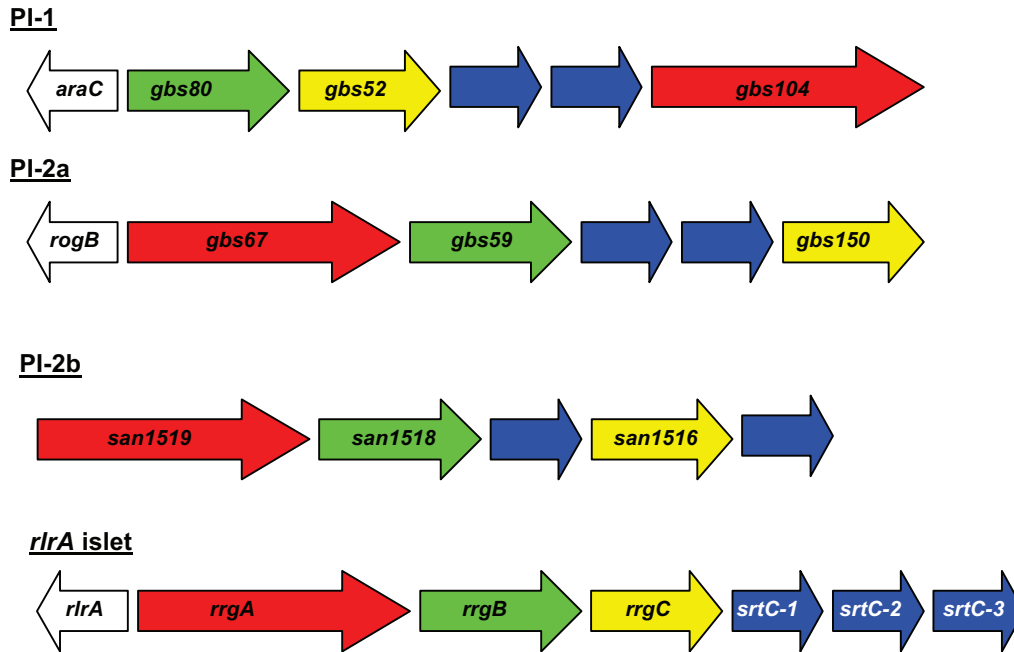 PI-1
araC gbs80 gbs52 gbs104
PI-2a
rogB gbs67 gbs59 gbs150
PI-2b
san1519 san1518 san1516
rlrA islet
rlrA rrgA rrgB rrgC srtC-1 srtC-2 srtC-3